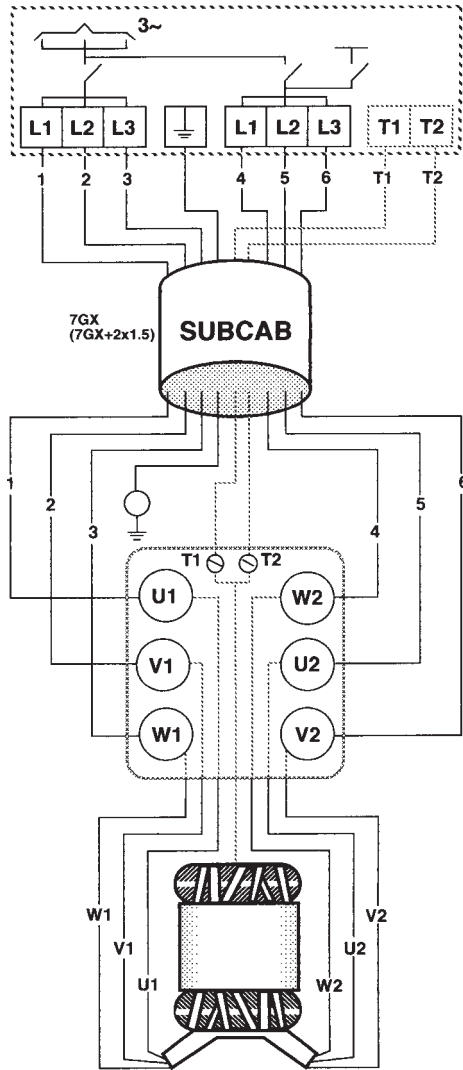 3~
L1 L2 L3 L1 L2 L3 T1 T2
1 2 3 4 5 6 T1 T2
7GX
(7GX+2x1.5)
SUBCAB
1 2 3 4 5 6
T1 T2
U1 W2
V1 U2
W1 V2
W1 V1 U1 W2 U2 V2